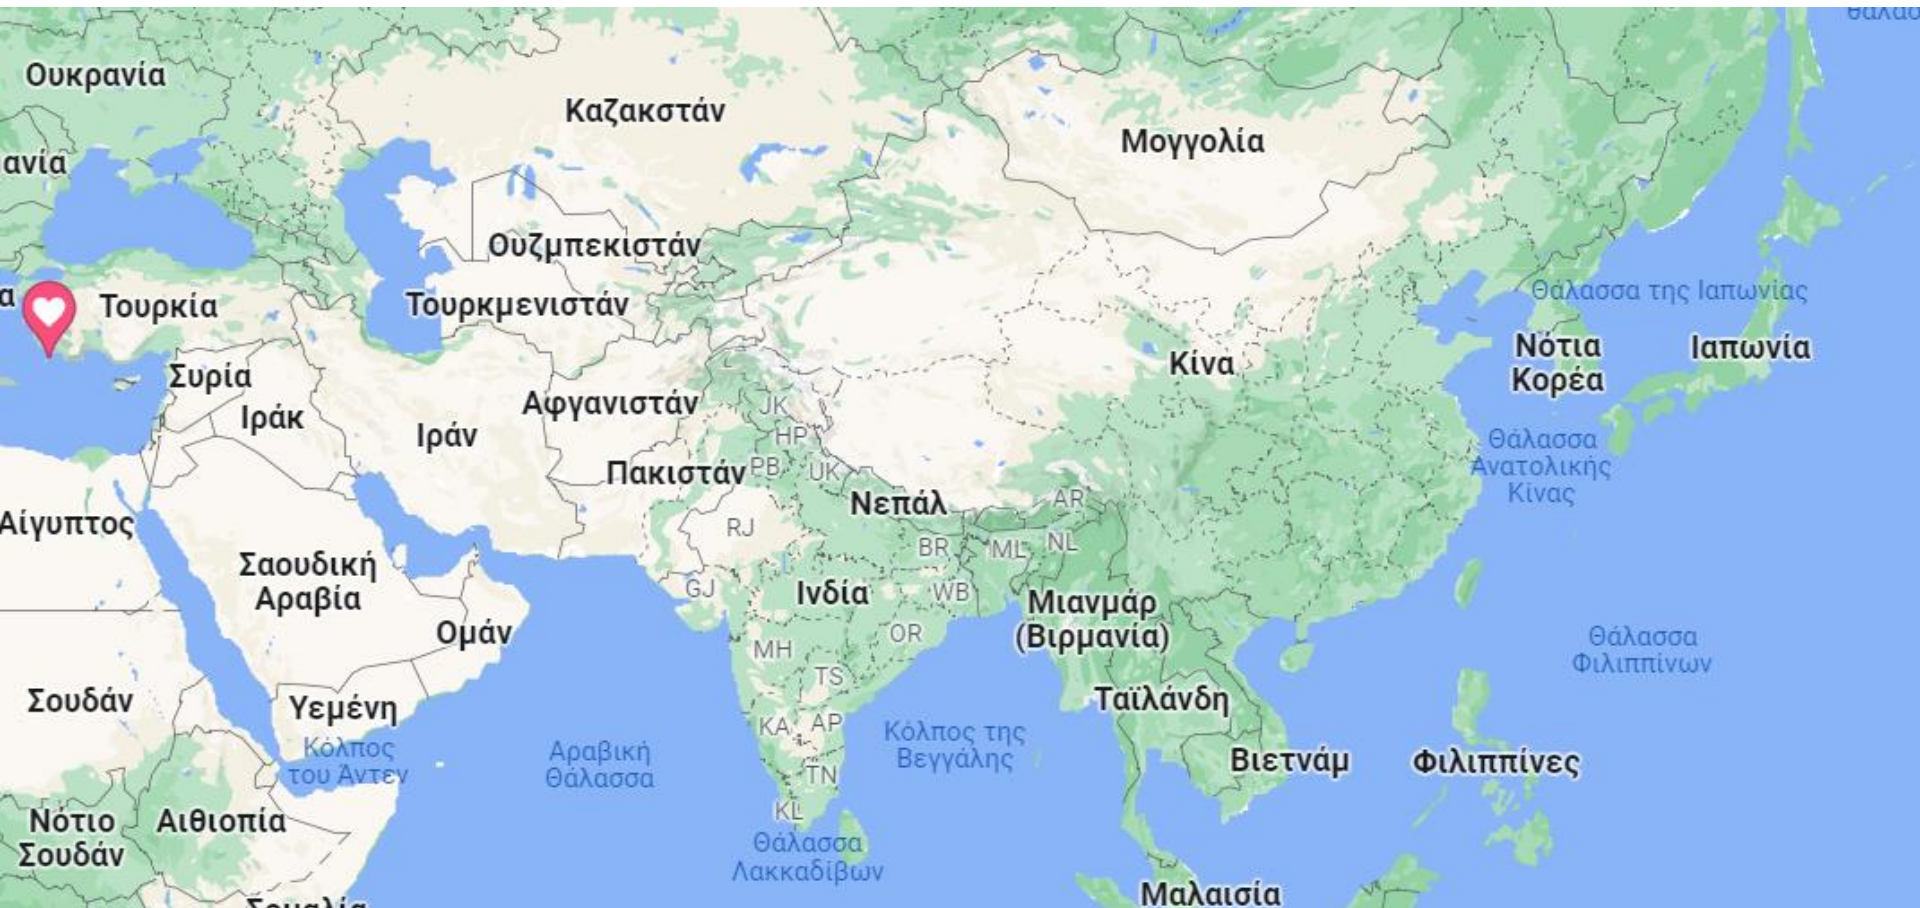 θάλασ
Ουκρανία
Καζακστάν
Μογγολία
ανία
Ουζμπεκιστάν
α
Τουρκία
Τουρκμενιστάν
Θάλασσα της Ιαπωνίας
Νότια
Κορέα
Ιαπωνία
Κίνα
Συρία
Ιράκ
Ιράν
Αφγανιστάν
JK
HP
Πακιστάν
PB
UK
Θάλασσα
Ανατολικής
Κίνας
Νεπάλ
AR
Αίγυπτος
RJ
BR
ML
NL
Σαουδική
Αραβία
GJ
Ινδία
WB
Μιανμάρ
(Βιρμανία)
Ομάν
MH
OR
TS
Θάλασσα
Φιλιππίνων
Σουδάν
Υεμένη
Ταϊλάνδη
KA
AP
Κόλπος
του Άντεν
Αραβική
Θάλασσα
Κόλπος της
Βεγγάλης
Βιετνάμ
Φιλιππίνες
TN
KL
Νότιο
Σουδάν
Αιθιοπία
Θάλασσα
Λακκαδίβων
Μαλαισία
Σομαλία